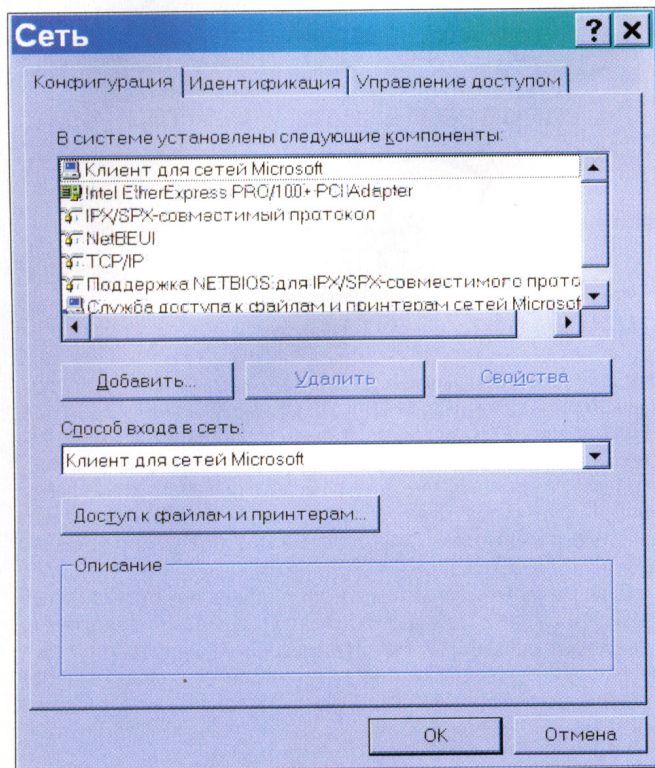 Сеть
Конфигурация Идентификация Управление доступом
В системе установлены следующие компоненты:
Клиент для сетей Microsoft
Intel EtherExpress PRO/100+ PCI Adapter
IPX/SPX-совместимый протокол
NetBEUI
TCP/IP
Поддержка NETBIOS для IPX/SPX-совместимого прото
Служба доступа к файлам и принтерам сетей Microsof
Добавить... Удалить Свойства
Способ входа в сеть:
Клиент для сетей Microsoft
Доступ к файлам и принтерам...
Описание
OK Отмена